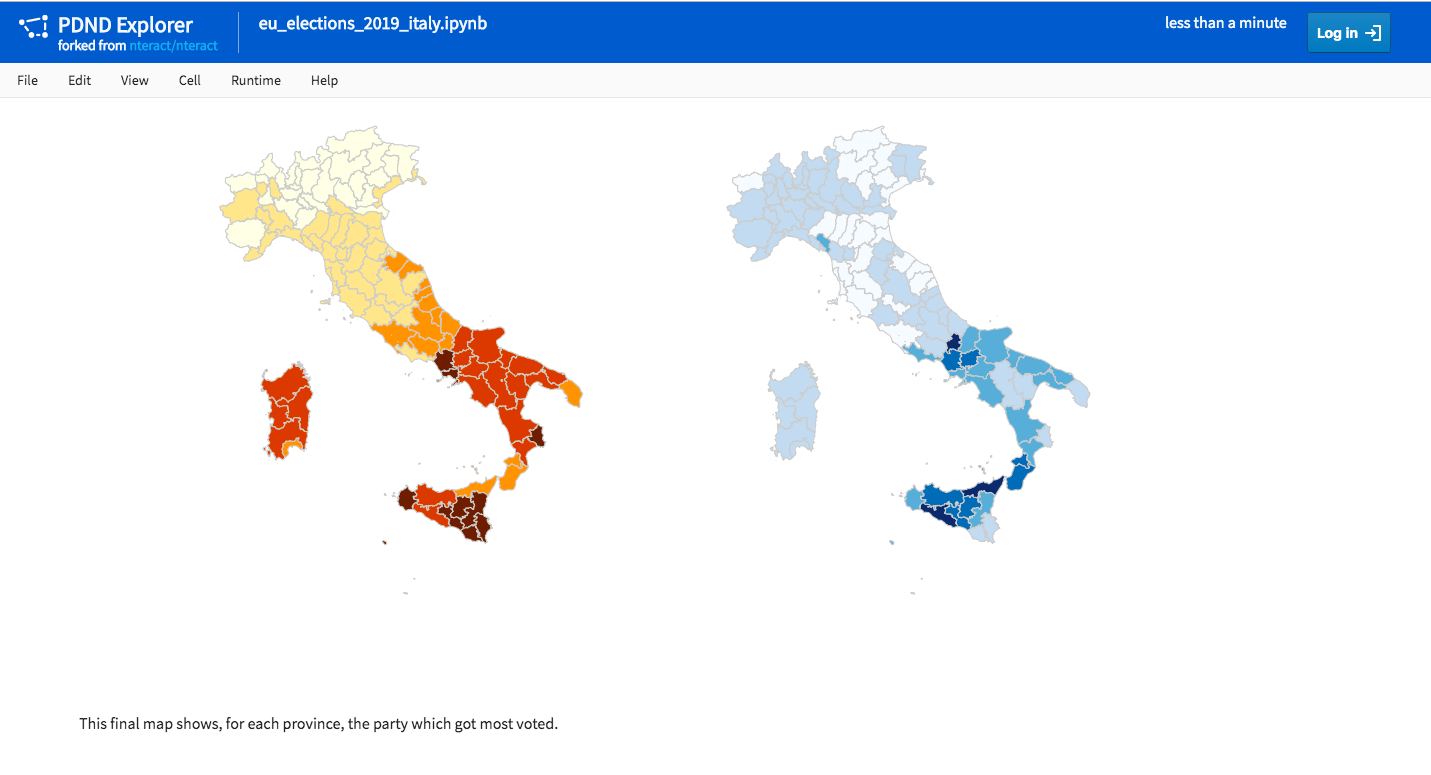 PDND Explorer
forked from nteract/nteract
eu_elections_2019_italy.ipynb
less than a minute
Log in
File Edit View Cell Runtime Help
This final map shows, for each province, the party which got most voted.